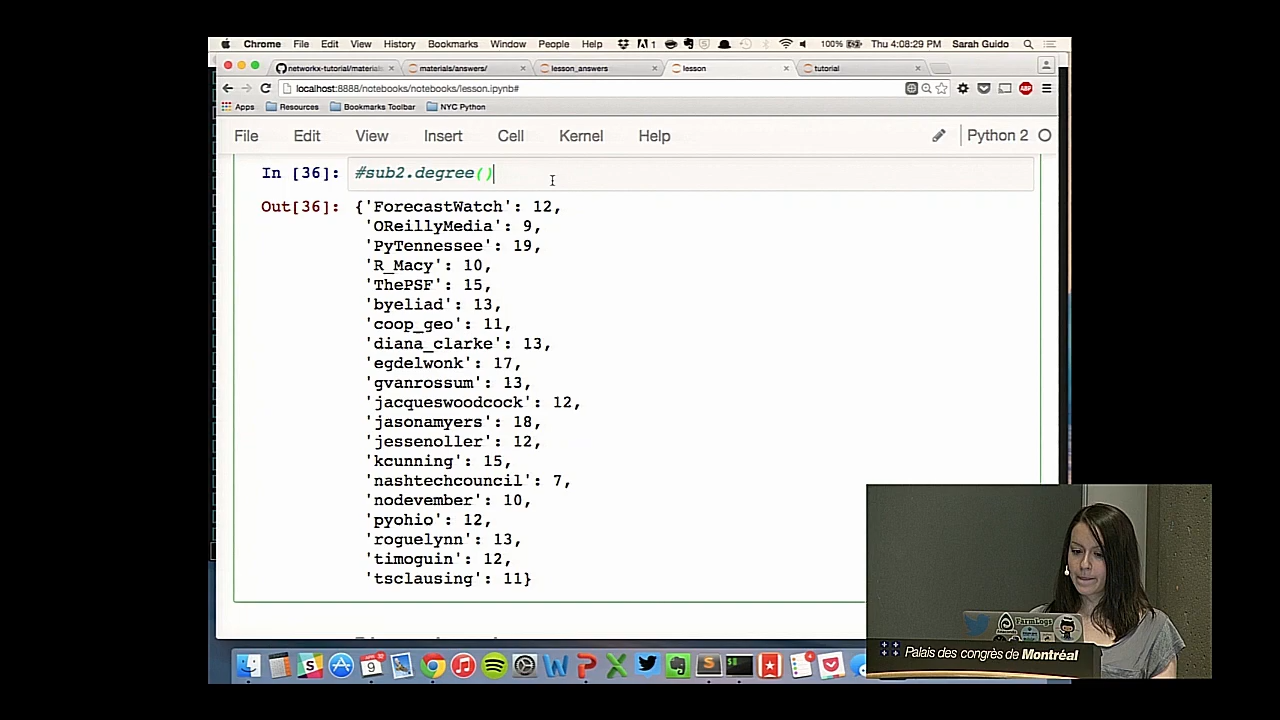 Chrome File Edit View History Bookmarks Window People Help 1 100% Thu 4:08:29 PM Sarah Guido
networkx-tutorial/materials materials/answers/ lesson_answers lesson tutorial
localhost:8888/notebooks/notebooks/lesson.ipynb#
Apps Resources Bookmarks Toolbar NYC Python
File Edit View Insert Cell Kernel Help Python 2
In [36]: #sub2.degree()
Out[36]: {'ForecastWatch': 12,
'OReillyMedia': 9,
'PyTennessee': 19,
'R_Macy': 10,
'ThePSF': 15,
'byeliad': 13,
'coop_geo': 11,
'diana_clarke': 13,
'egdelwonk': 17,
'gvanrossum': 13,
'jacqueswoodcock': 12,
'jasonamyers': 18,
'jessenoller': 12,
'kcunning': 15,
'nashtechcouncil': 7,
'nodevember': 10,
'pyohio': 12,
'roguelynn': 13,
'timoguin': 12,
'tsclausing': 11}
FarmLogs
Palais des congrès de Montréal